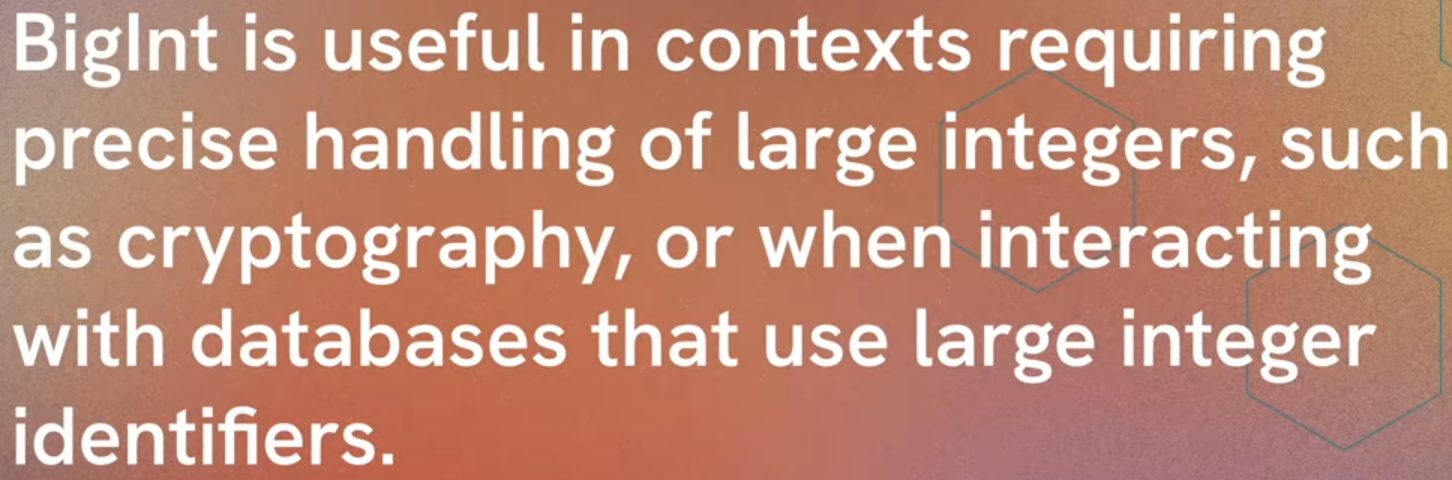 BigInt is useful in contexts requiring
precise handling of large integers, such
as cryptography, or when interacting
with databases that use large integer
identifiers.